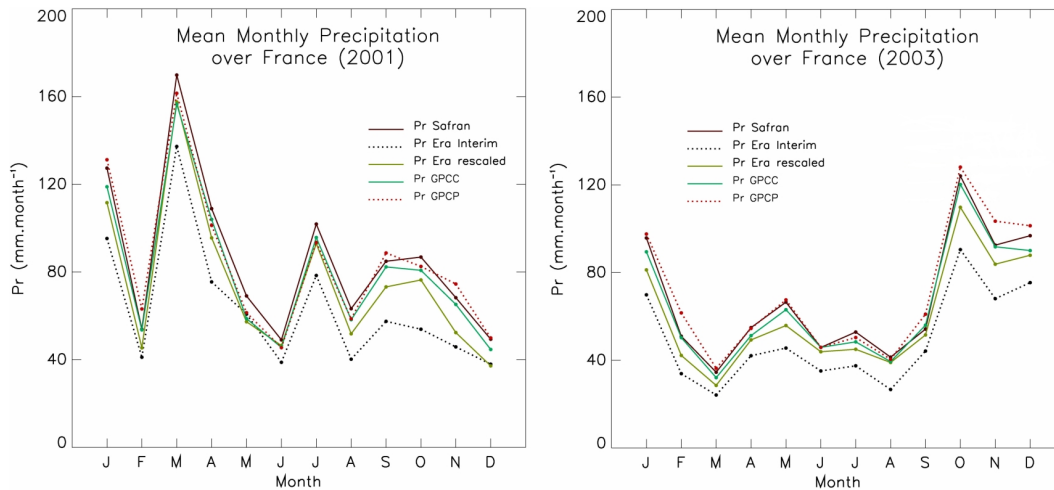 Mean Monthly Precipitation
over France (2001)
200
160
120
80
40
0
Pr (mm.month⁻¹)
Pr Safran
Pr Era Interim
Pr Era rescaled
Pr GPCC
Pr GPCP
J F M A M J J A S O N D
Month
Mean Monthly Precipitation
over France (2003)
200
160
120
80
40
0
Pr (mm.month⁻¹)
Pr Safran
Pr Era Interim
Pr Era rescaled
Pr GPCC
Pr GPCP
J F M A M J J A S O N D
Month